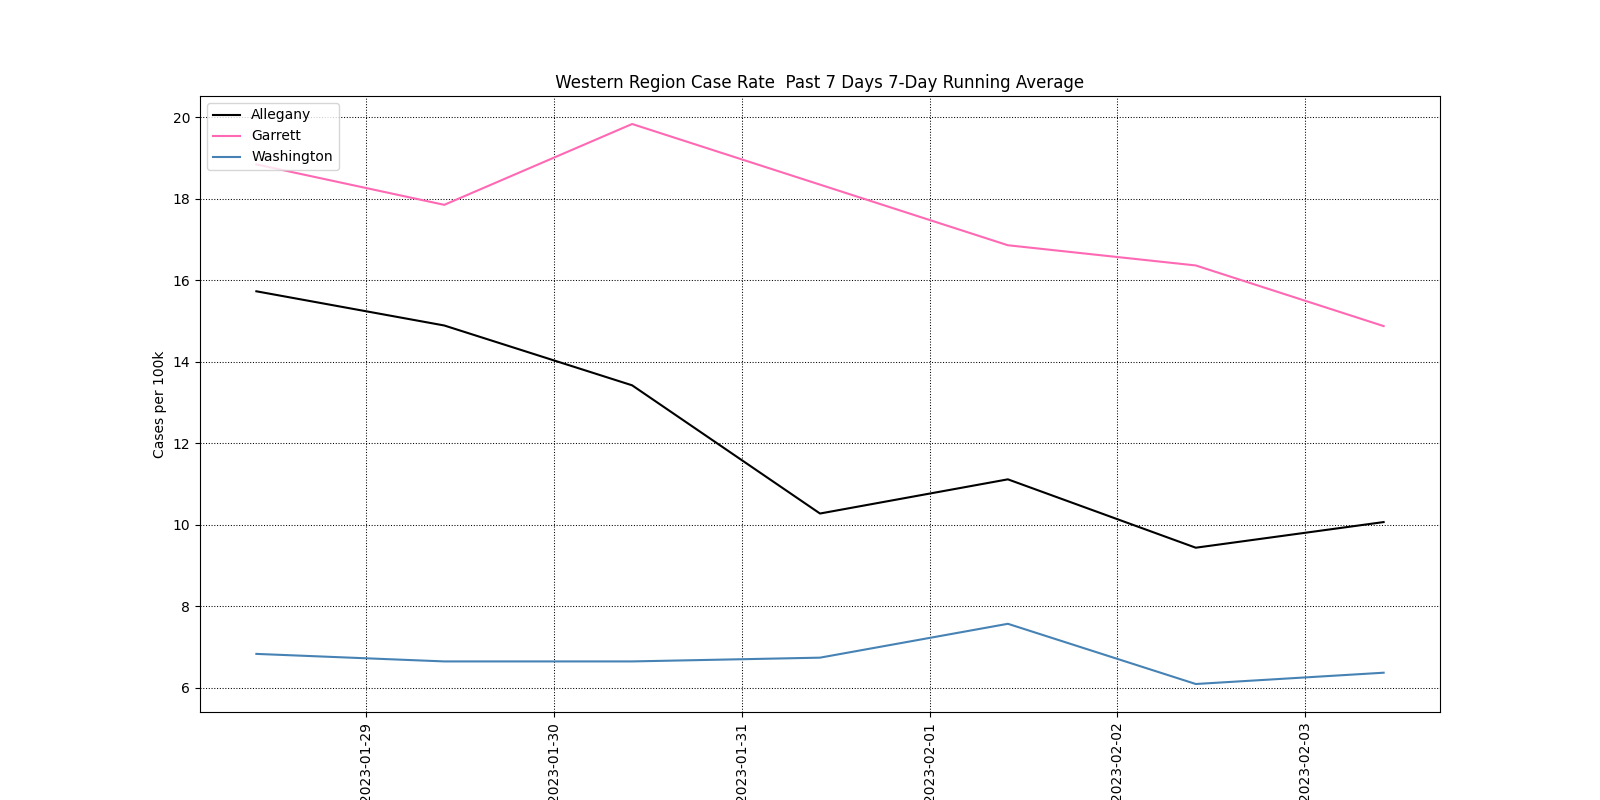 Western Region Case Rate  Past 7 Days 7-Day Running Average
Allegany
Garrett
Washington
Cases per 100k
20
18
16
14
12
10
8
6
2023-01-29
2023-01-30
2023-01-31
2023-02-01
2023-02-02
2023-02-03